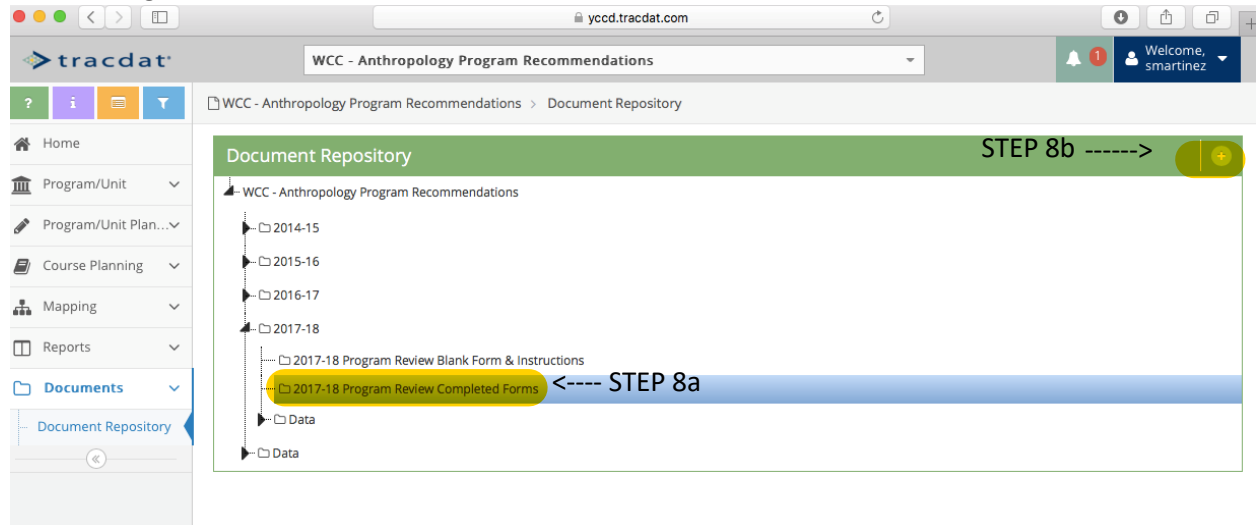 yccd.tracdat.com
tracdat
WCC - Anthropology Program Recommendations
1
Welcome,
smartinez
? i
WCC - Anthropology Program Recommendations > Document Repository
Home
Program/Unit
Program/Unit Plan...
Course Planning
Mapping
Reports
Documents
Document Repository
Document Repository
STEP 8b ------>
+
WCC - Anthropology Program Recommendations
2014-15
2015-16
2016-17
2017-18
2017-18 Program Review Blank Form & Instructions
2017-18 Program Review Completed Forms
<---- STEP 8a
Data
Data